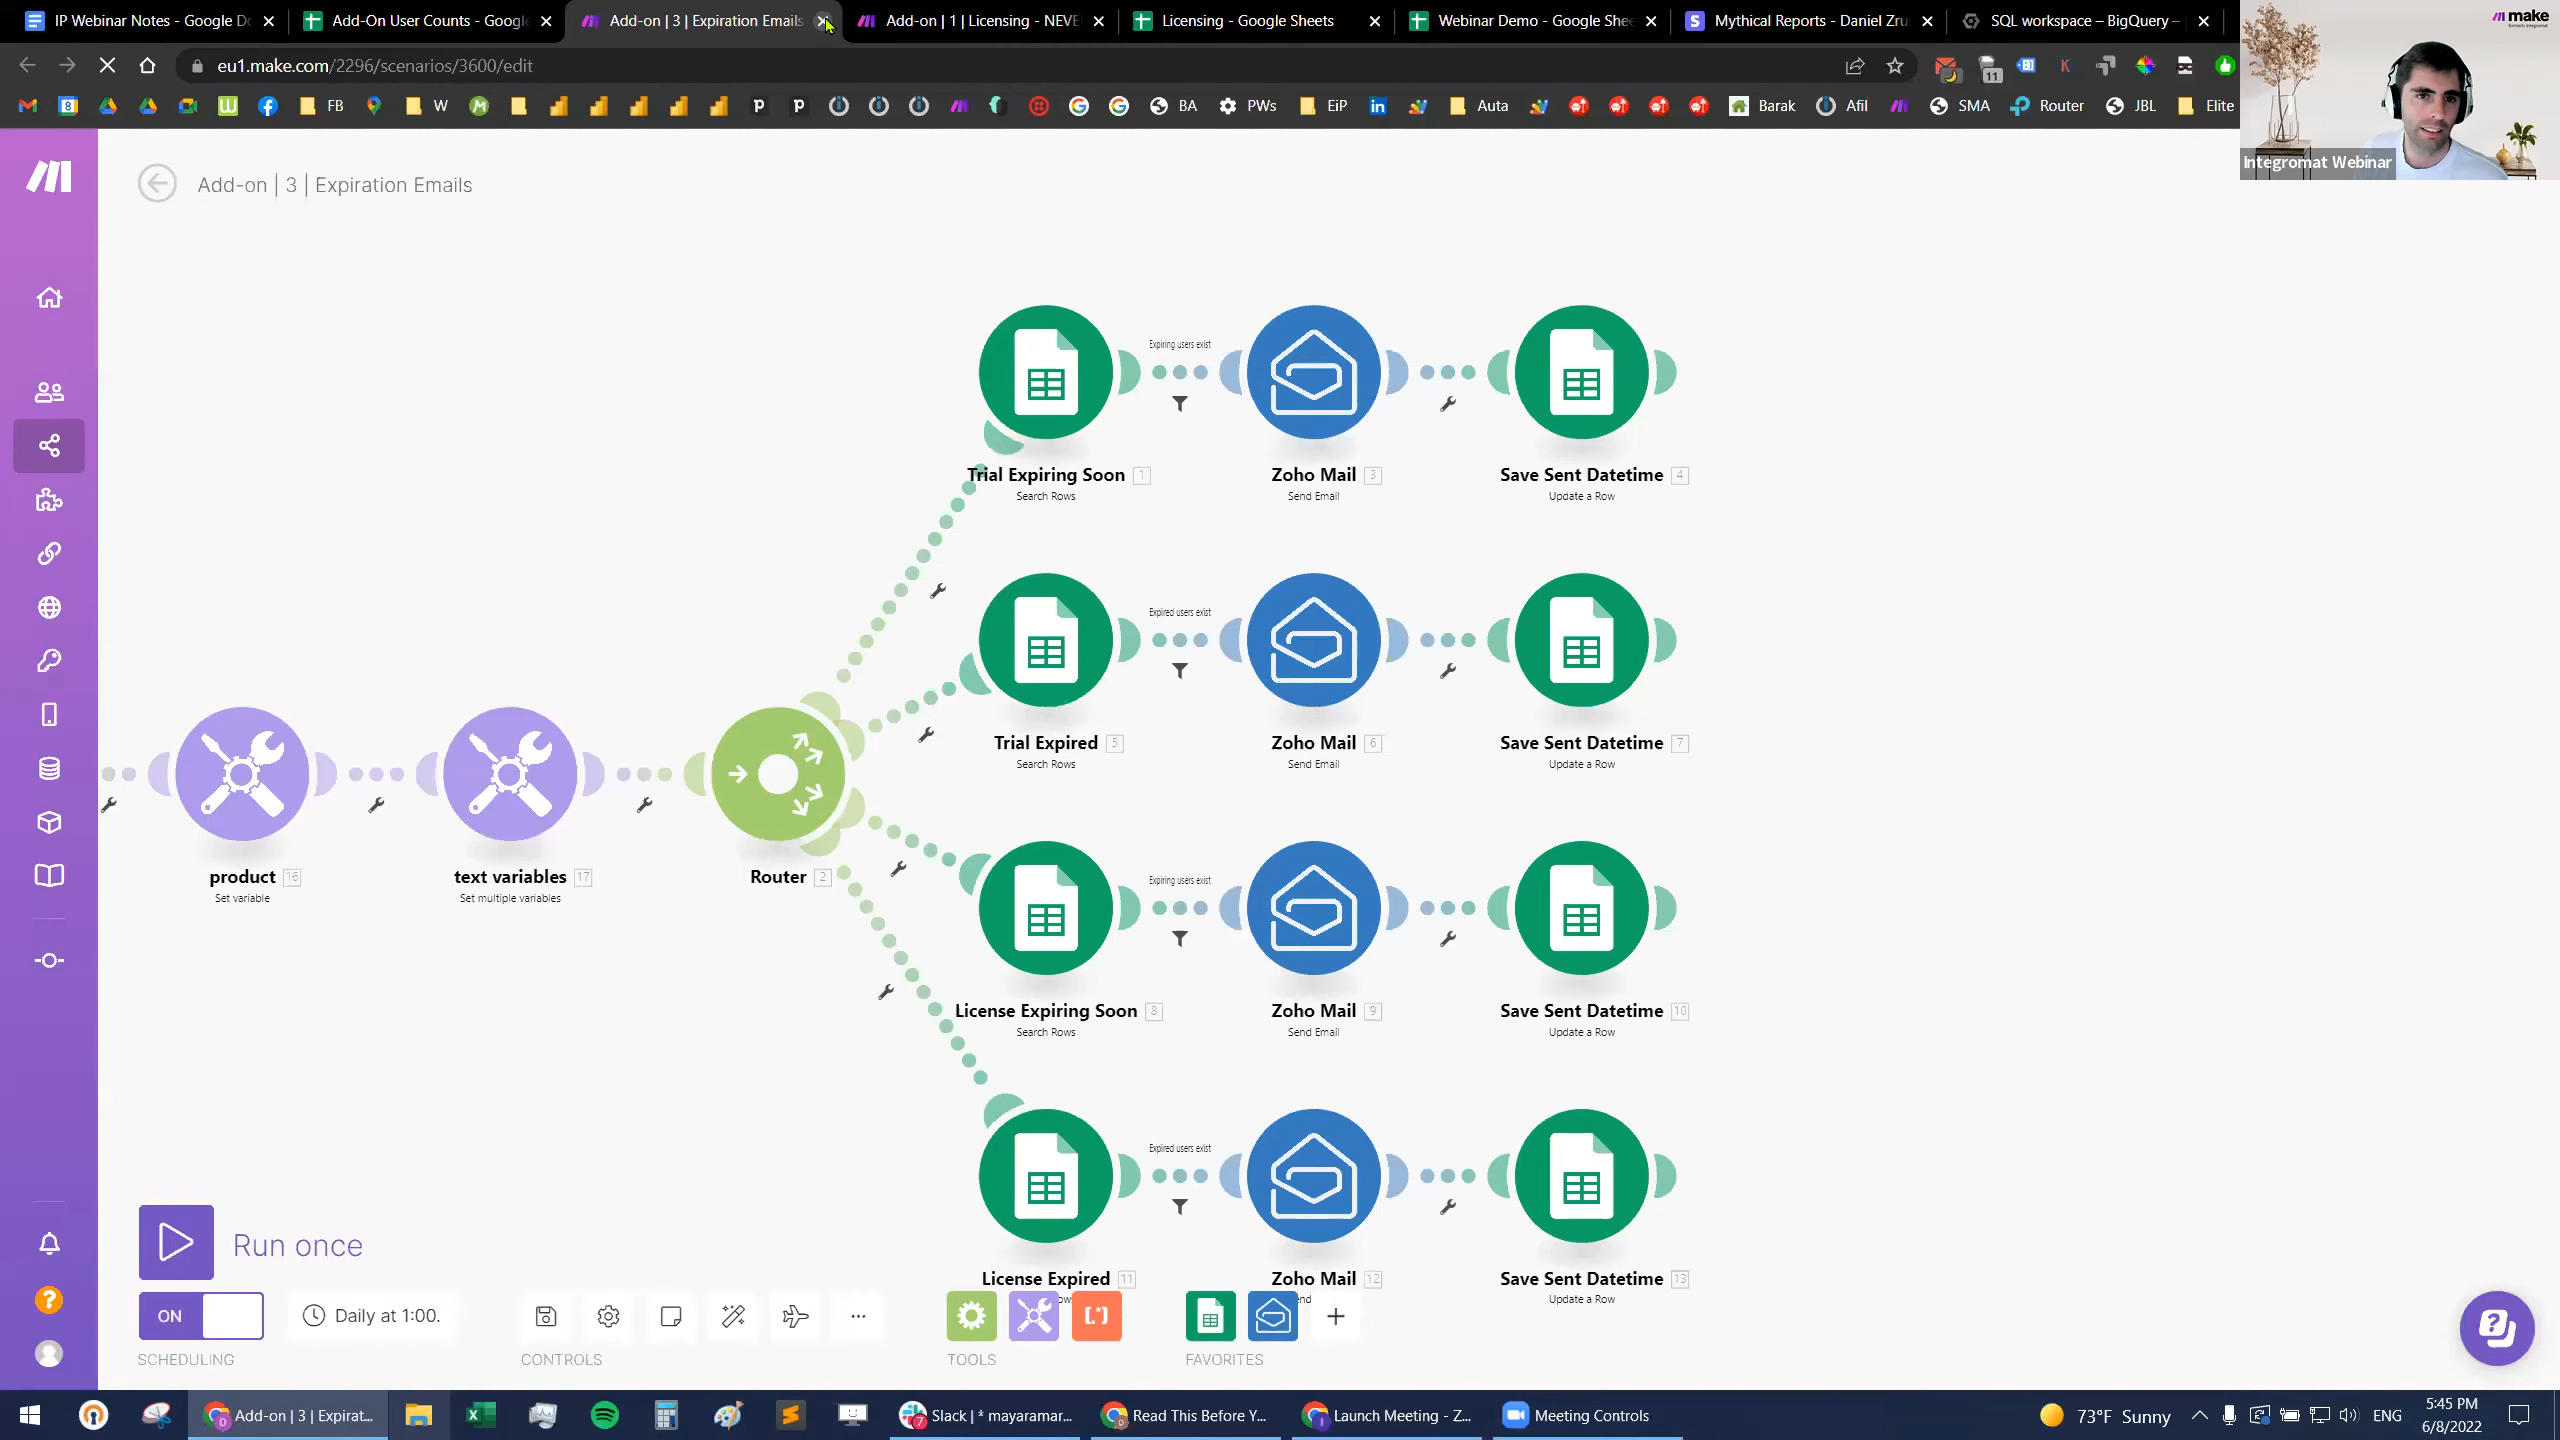 IP Webinar Notes - Google Do
Add-On User Counts - Google
Add-on | 3 | Expiration Emails
Add-on | 1 | Licensing - NEVE
Licensing - Google Sheets
Webinar Demo - Google Shee
Mythical Reports - Daniel Zru
SQL workspace – BigQuery –
make
formerly Integromat
eu1.make.com/2296/scenarios/3600/edit
11
8
FB
W
BA
PWs
EiP
Auta
Barak
Afil
SMA
Router
JBL
Elite
Integromat Webinar
Add-on | 3 | Expiration Emails
Expiring users exist
Trial Expiring Soon 1
Search Rows
Zoho Mail 3
Send Email
Save Sent Datetime 4
Update a Row
Expired users exist
Trial Expired 5
Search Rows
Zoho Mail 6
Send Email
Save Sent Datetime 7
Update a Row
product 16
Set variable
text variables 17
Set multiple variables
Router 2
Expiring users exist
License Expiring Soon 8
Search Rows
Zoho Mail 9
Send Email
Save Sent Datetime 10
Update a Row
Expired users exist
License Expired 11
Zoho Mail 12
Save Sent Datetime 13
Update a Row
Run once
ON
Daily at 1:00.
SCHEDULING
CONTROLS
TOOLS
FAVORITES
Add-on | 3 | Expirat...
Slack | * mayaramar...
Read This Before Y...
Launch Meeting - Z...
Meeting Controls
73°F Sunny
ENG
5:45 PM
6/8/2022